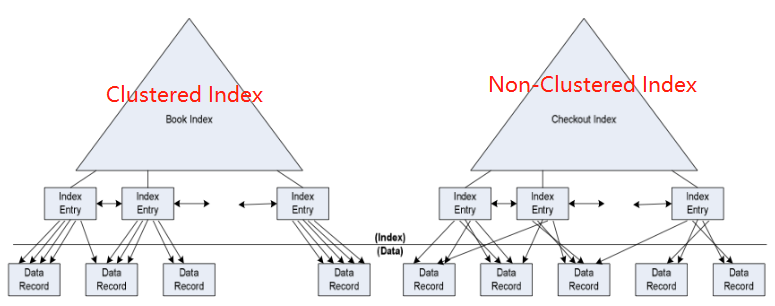 Clustered Index
Book Index
Non-Clustered Index
Checkout Index
Index
Entry
Index
Entry
Index
Entry
Index
Entry
Index
Entry
Index
Entry
(Index)
(Data)
Data
Record
Data
Record
Data
Record
Data
Record
Data
Record
Data
Record
Data
Record
Data
Record
Data
Record